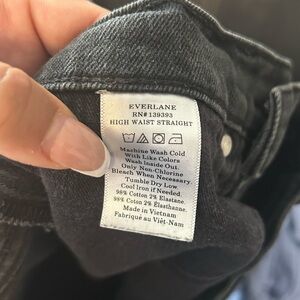 EVERLANE
RN# 139393
HIGH WAIST STRAIGHT
Machine Wash Cold
With Like Colors
Wash Inside Out.
Only Non-Chlorine
Bleach When Necessary.
Tumble Dry Low.
Cool Iron if Needed.
98% Cotton 2% Elastane.
98% Coton 2% Élasthanne.
Made in Vietnam
Fabriqué au Viêt-Nam